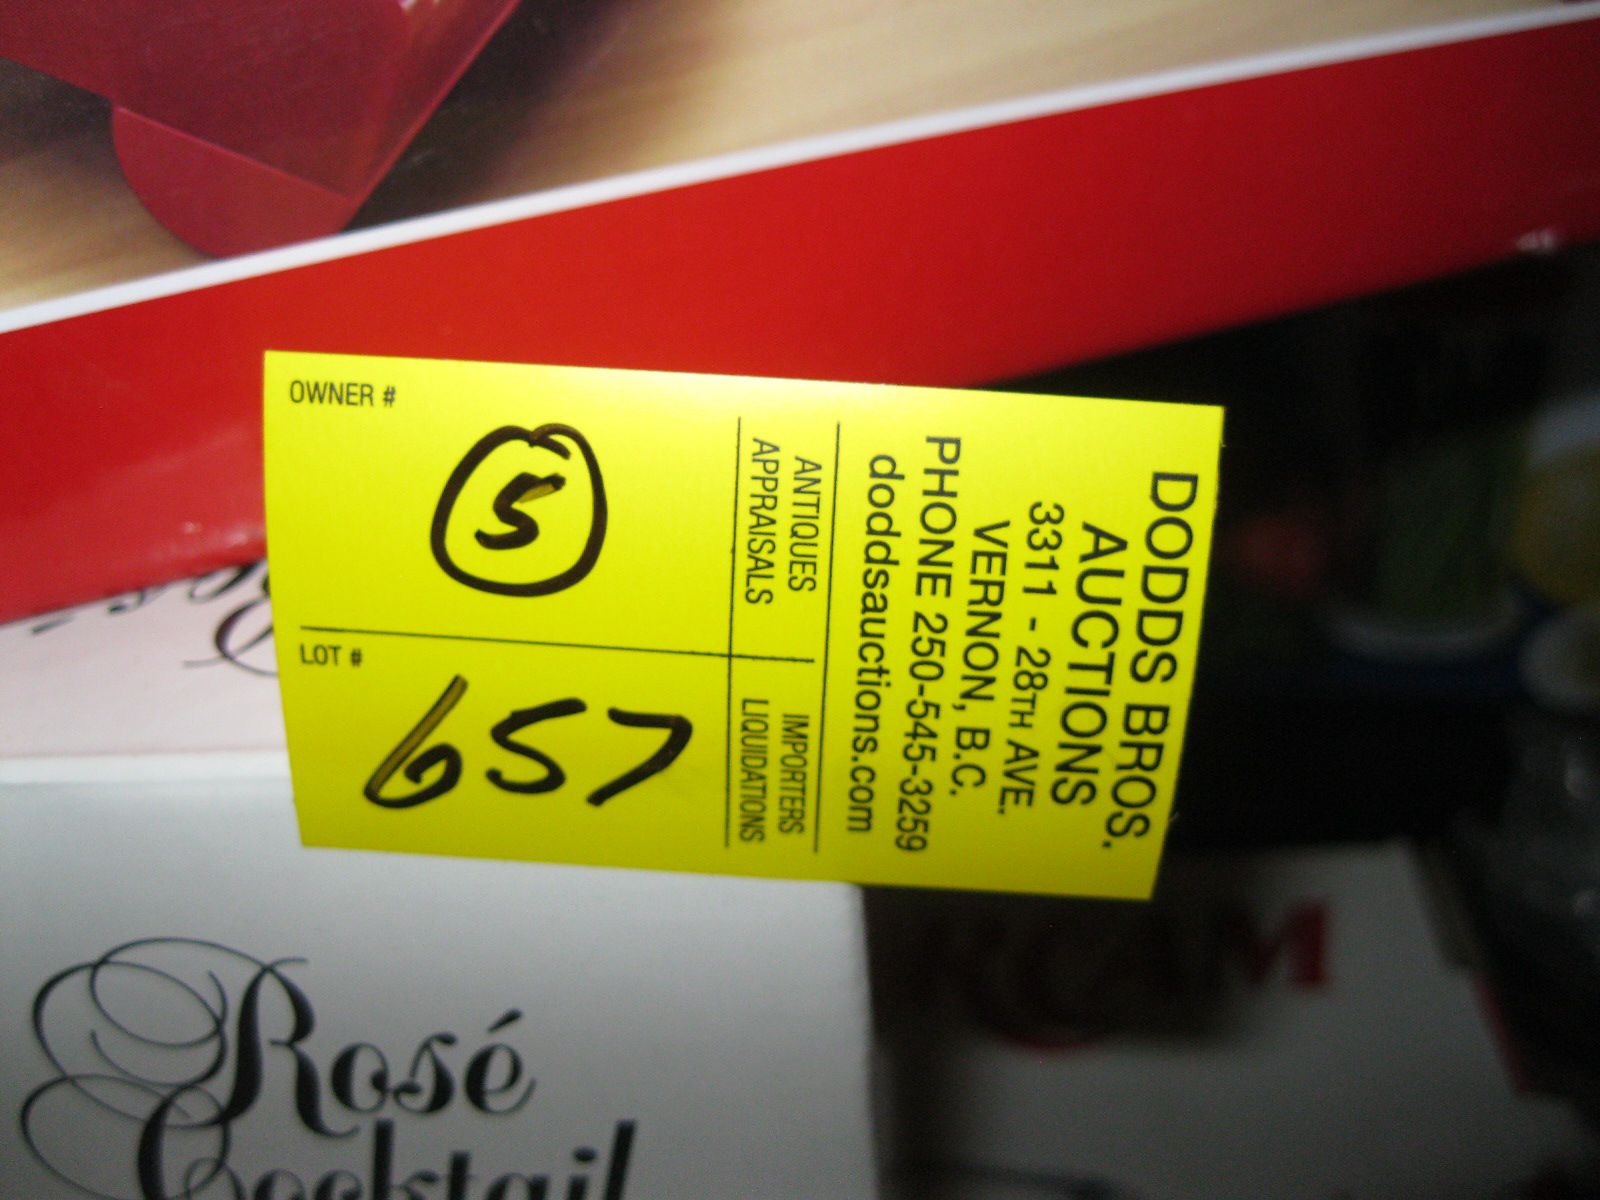 DODDS BROS.
AUCTIONS
3311 - 28TH AVE.
VERNON, B.C.
PHONE 250-545-3259
doddsauctions.com
ANTIQUES
APPRAISALS
IMPORTERS
LIQUIDATIONS
OWNER #
5
LOT #
657
Rosé
Cocktail